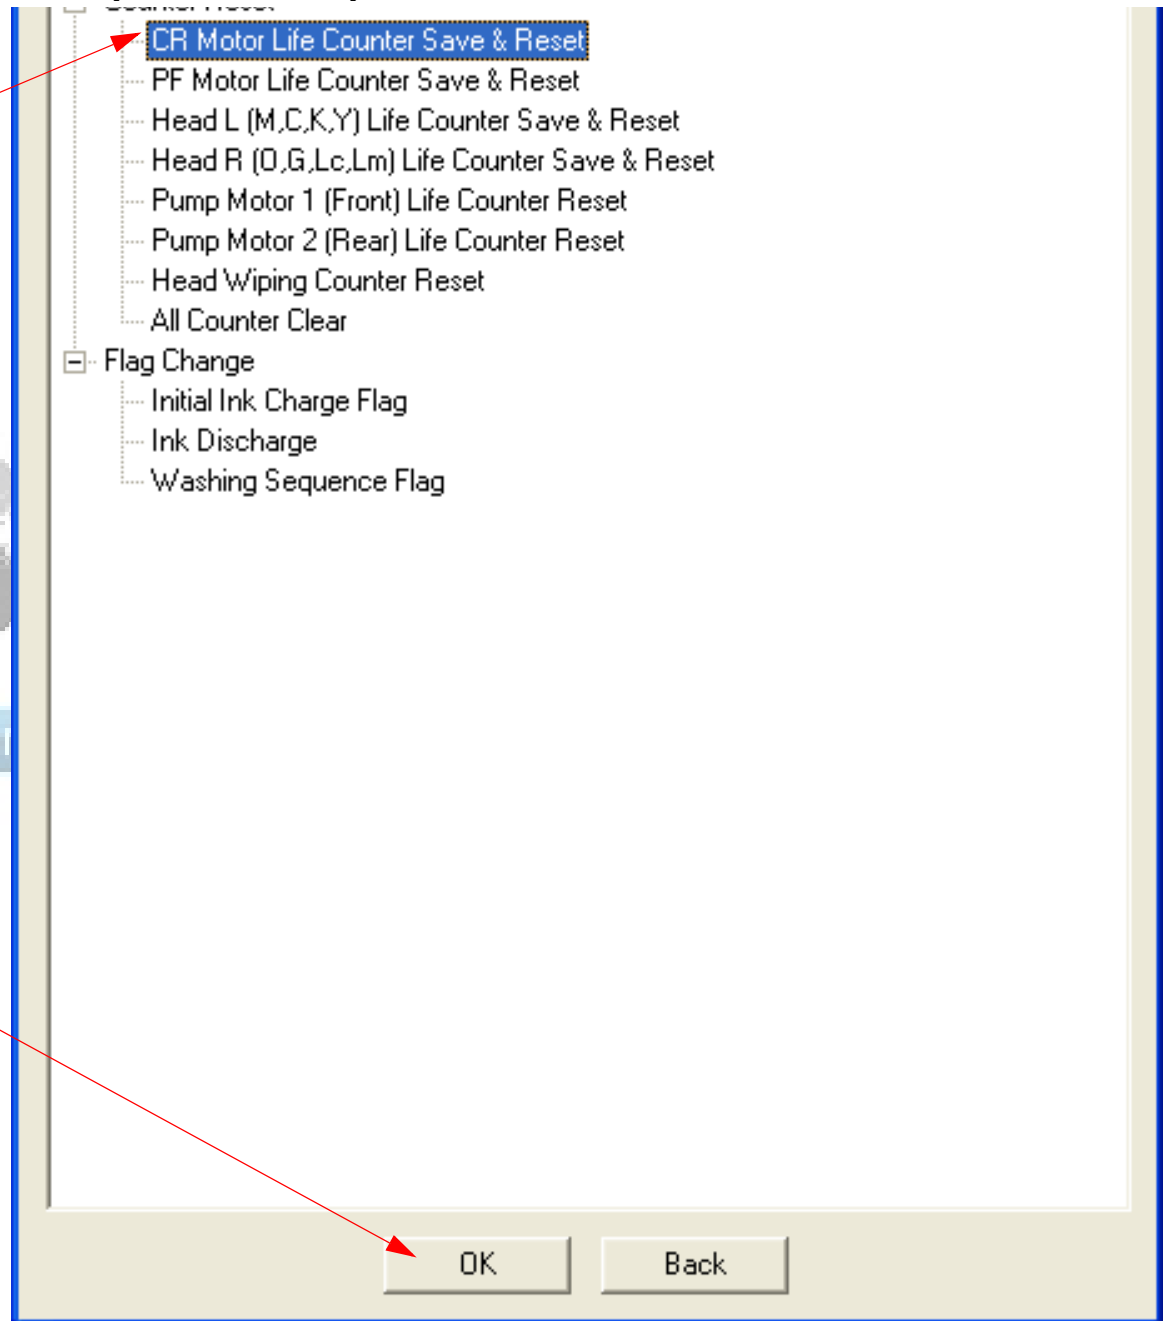 Counter Reset
CR Motor Life Counter Save & Reset
PF Motor Life Counter Save & Reset
Head L (M,C,K,Y) Life Counter Save & Reset
Head R (O,G,Lc,Lm) Life Counter Save & Reset
Pump Motor 1 (Front) Life Counter Reset
Pump Motor 2 (Rear) Life Counter Reset
Head Wiping Counter Reset
All Counter Clear
Flag Change
Initial Ink Charge Flag
Ink Discharge
Washing Sequence Flag
OK
Back